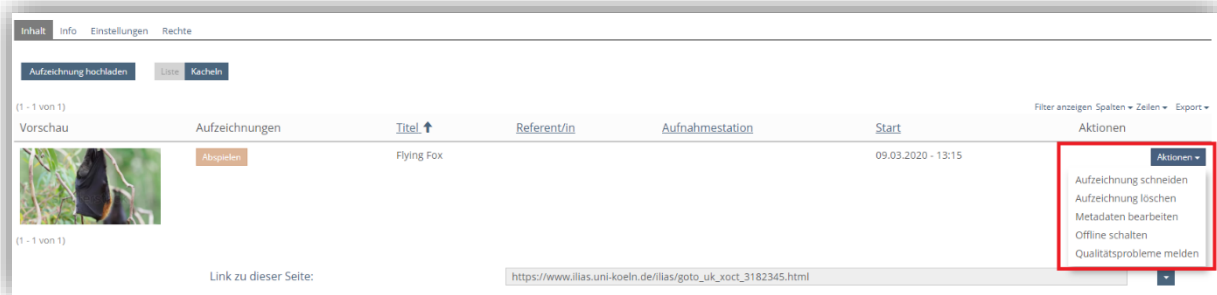 Inhalt Info Einstellungen Rechte
Aufzeichnung hochladen Liste Kacheln
(1 - 1 von 1) Filter anzeigen Spalten Zeilen Export
Vorschau Aufzeichnungen Titel Referent/in Aufnahmestation Start Aktionen
Abspielen Flying Fox 09.03.2020 - 13:15 Aktionen
Aufzeichnung schneiden
Aufzeichnung löschen
Metadaten bearbeiten
Offline schalten
(1 - 1 von 1)
Qualitätsprobleme melden
Link zu dieser Seite: https://www.ilias.uni-koeln.de/ilias/goto_uk_xoct_3182345.html